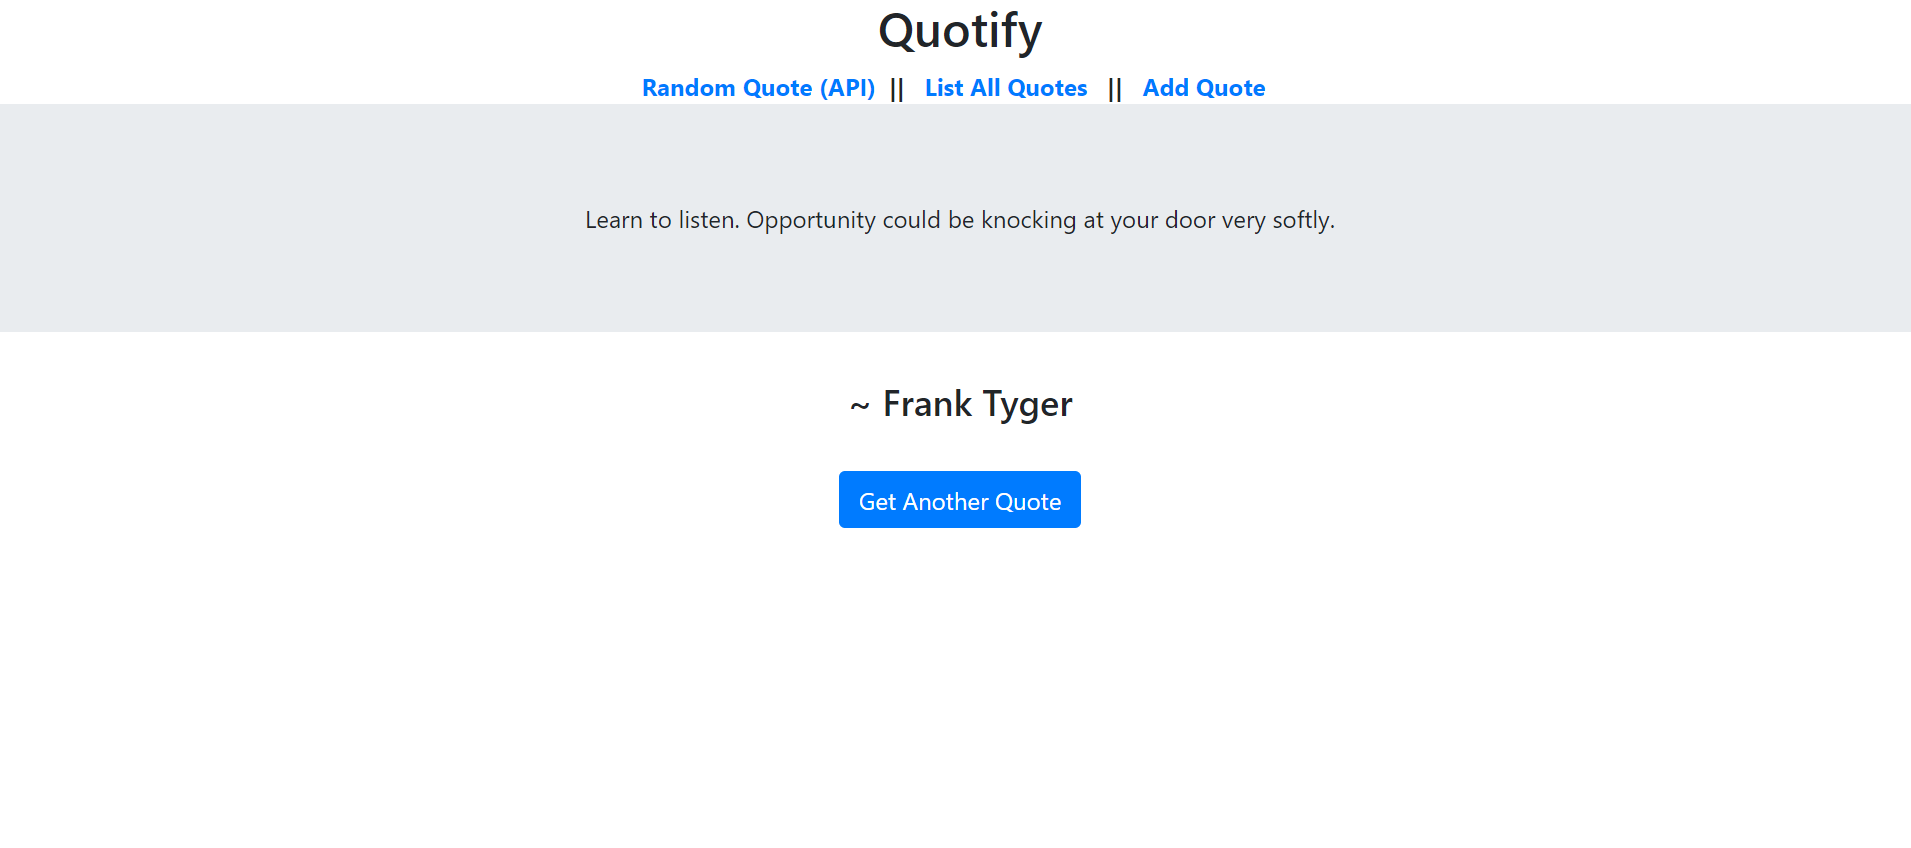 Quotify
Random Quote (API) || List All Quotes || Add Quote
Learn to listen. Opportunity could be knocking at your door very softly.
~ Frank Tyger
Get Another Quote